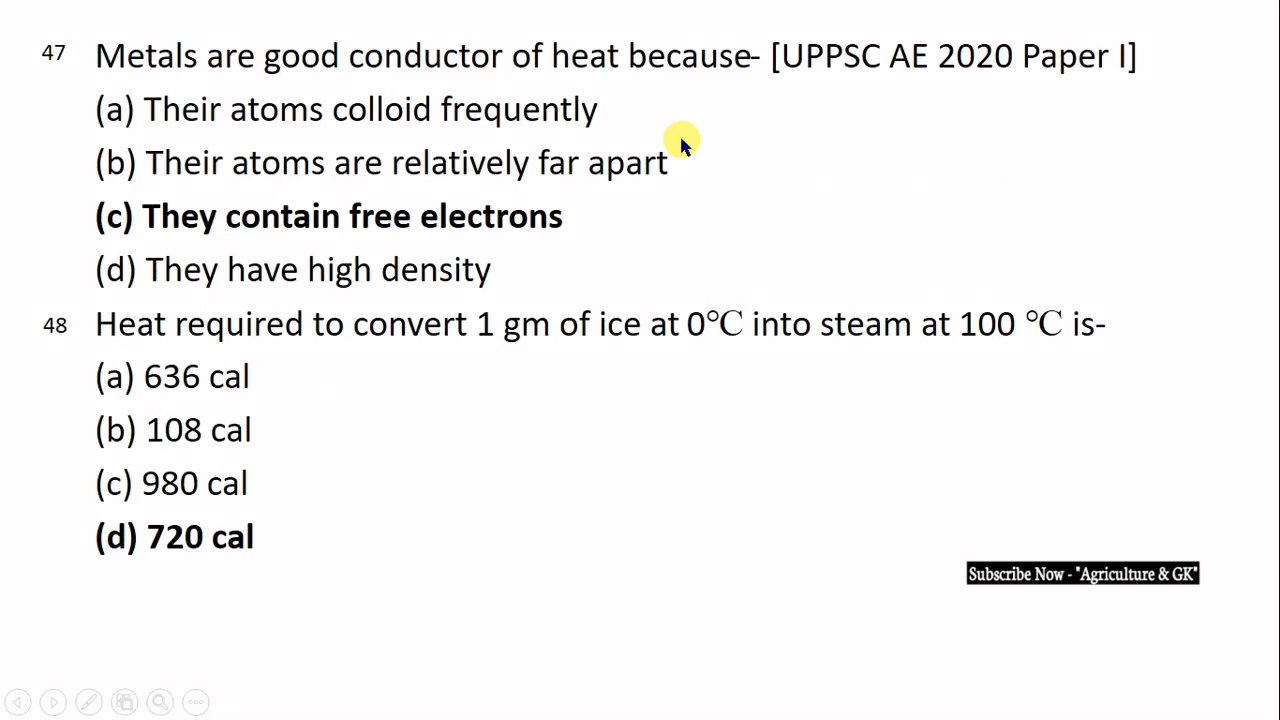 47 Metals are good conductor of heat because- [UPPSC AE 2020 Paper I]
(a) Their atoms colloid frequently
(b) Their atoms are relatively far apart
(c) They contain free electrons
(d) They have high density
48 Heat required to convert 1 gm of ice at 0℃ into steam at 100 ℃ is-
(a) 636 cal
(b) 108 cal
(c) 980 cal
(d) 720 cal
Subscribe Now - "Agriculture & GK"